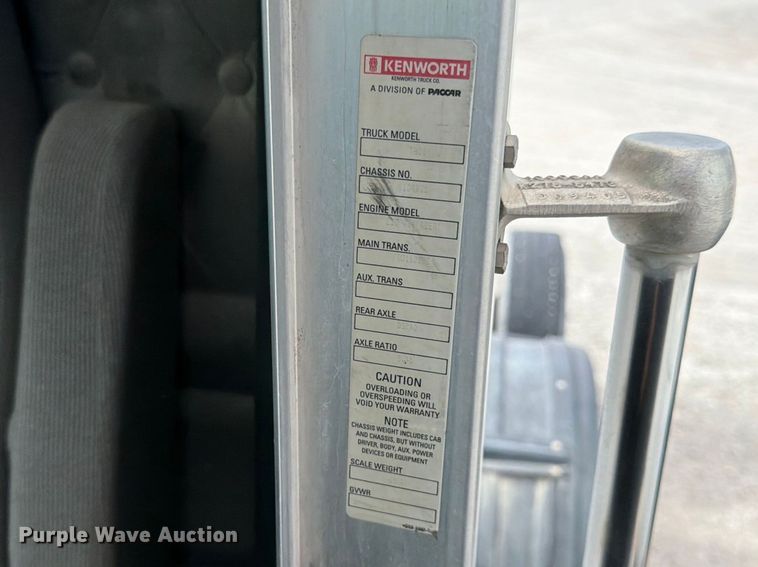 KENWORTH
KENWORTH TRUCK CO.
A DIVISION OF PACCAR
TRUCK MODEL
CHASSIS NO.
ENGINE MODEL
MAIN TRANS.
AUX. TRANS
REAR AXLE
AXLE RATIO
CAUTION
OVERLOADING OR
OVERSPEEDING WILL
VOID YOUR WARRANTY
NOTE
CHASSIS WEIGHT INCLUDES CAB
AND CHASSIS, BUT WITHOUT
DRIVER, BODY, AUX. POWER
DEVICES OR EQUIPMENT
SCALE WEIGHT
GVWR
Purple Wave Auction